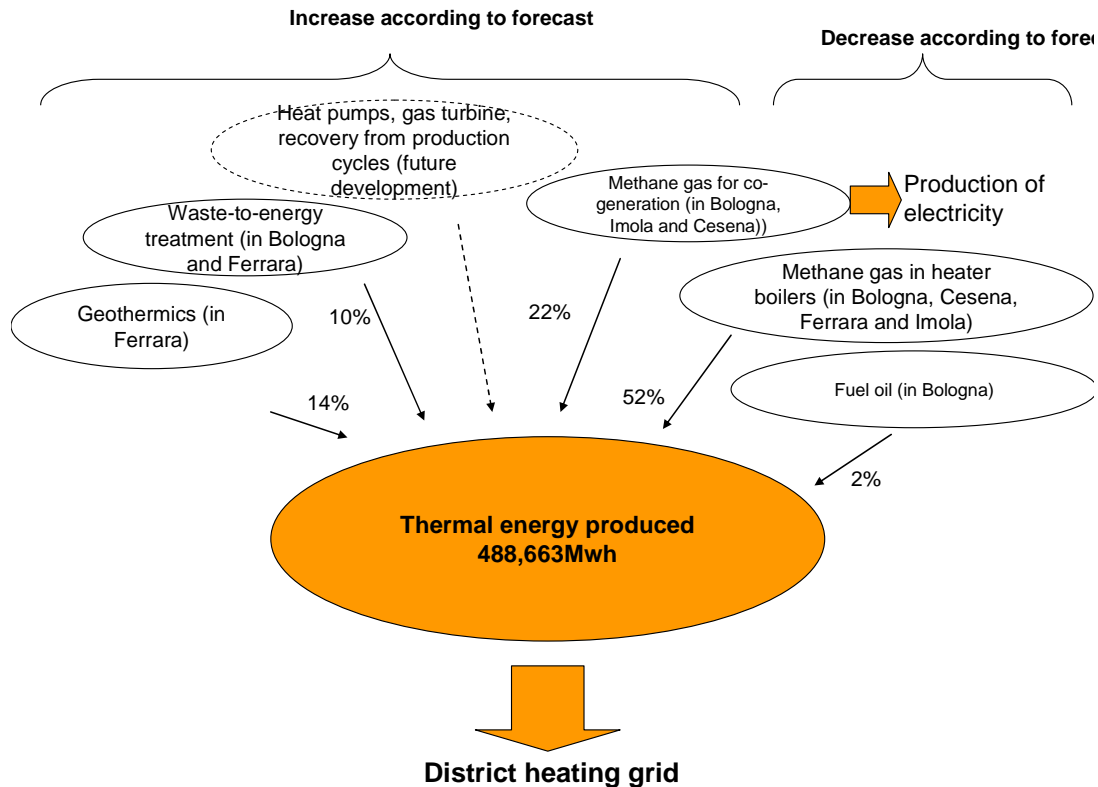 Increase according to forecast
Decrease according to
Heat pumps, gas turbine,
recovery from production
cycles (future
development)
Methane gas for co-
generation (in Bologna,
Imola and Cesena))
Production of
electricity
Waste-to-energy
treatment (in Bologna
and Ferrara)
Methane gas in heater
boilers (in Bologna, Cesena,
Ferrara and Imola)
Geothermics (in
Ferrara)
10%
22%
Fuel oil (in Bologna)
14%
52%
2%
Thermal energy produced
488,663Mwh
District heating grid